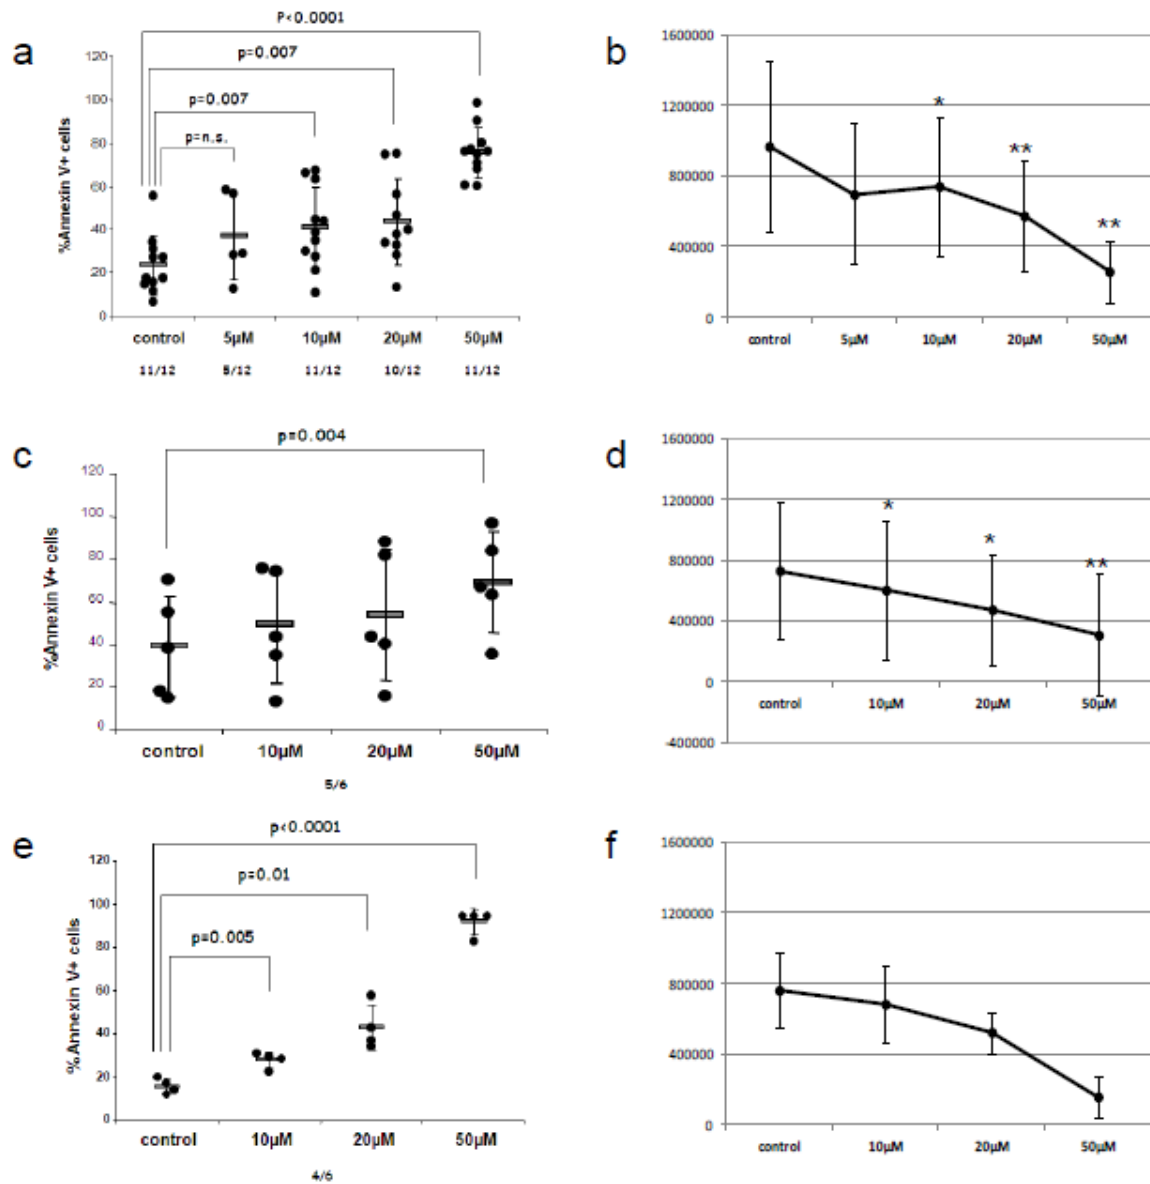 a
P<0.0001
p=0.007
p=0.007
p=n.s.
%Annexin V+ cells
120
100
80
60
40
20
0
control 5µM 10µM 20µM 50µM
11/12 5/12 11/12 10/12 11/12
b
1600000
1200000
800000
400000
0
*
**
**
control 5µM 10µM 20µM 50µM
c
p=0.004
%Annexin V+ cells
120
100
80
60
40
20
0
control 10µM 20µM 50µM
5/6
d
1600000
1200000
800000
400000
0
-400000
*
*
**
control 10µM 20µM 50µM
e
p<0.0001
p=0.01
p=0.005
%Annexin V+ cells
120
100
80
60
40
20
0
control 10µM 20µM 50µM
4/6
f
1600000
1200000
800000
400000
0
control 10µM 20µM 50µM